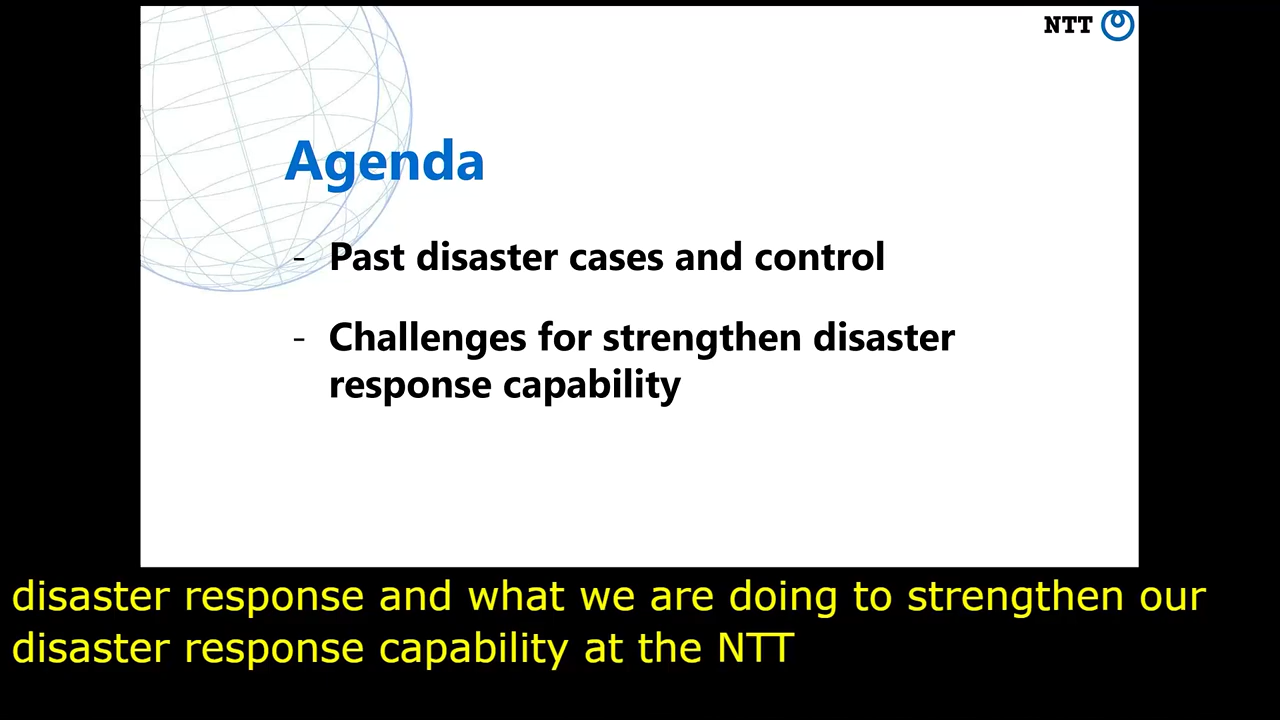 NTT
Agenda
- Past disaster cases and control
- Challenges for strengthen disaster
response capability
disaster response and what we are doing to strengthen our
disaster response capability at the NTT